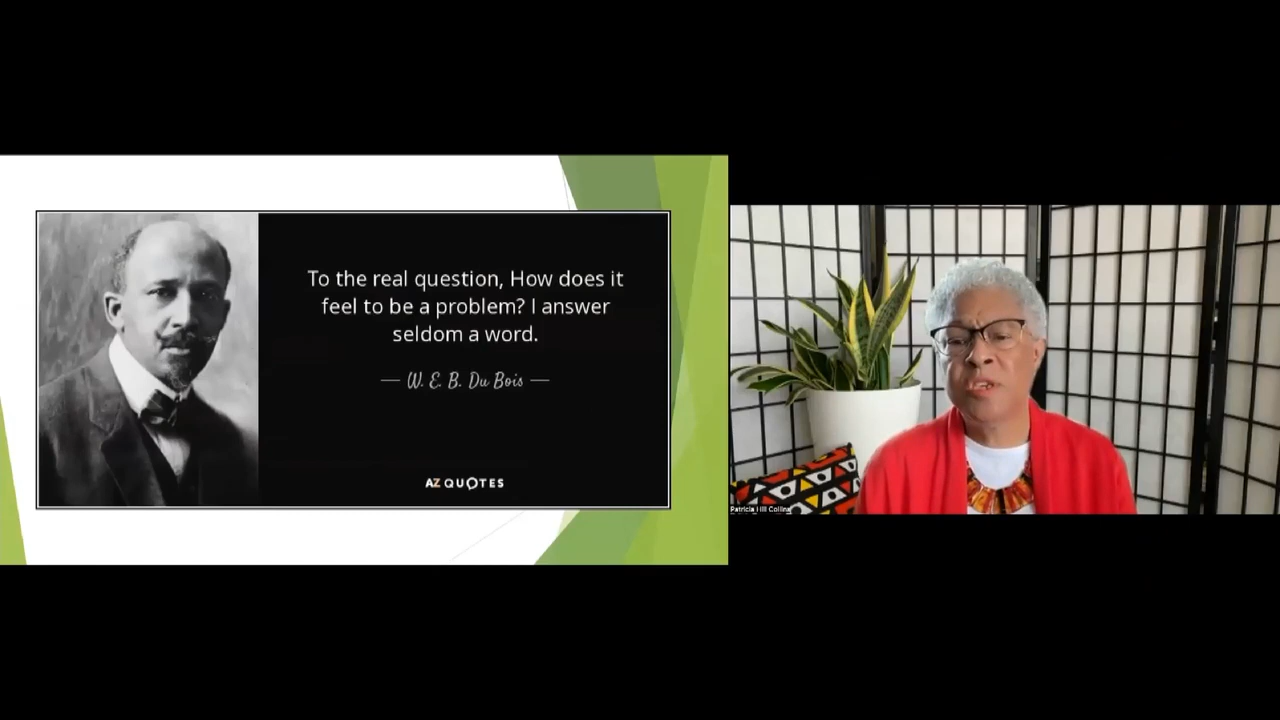 To the real question, How does it
feel to be a problem? I answer
seldom a word.
— W. E. B. Du Bois —
AZ QUOTES
Patricia Hill Collins